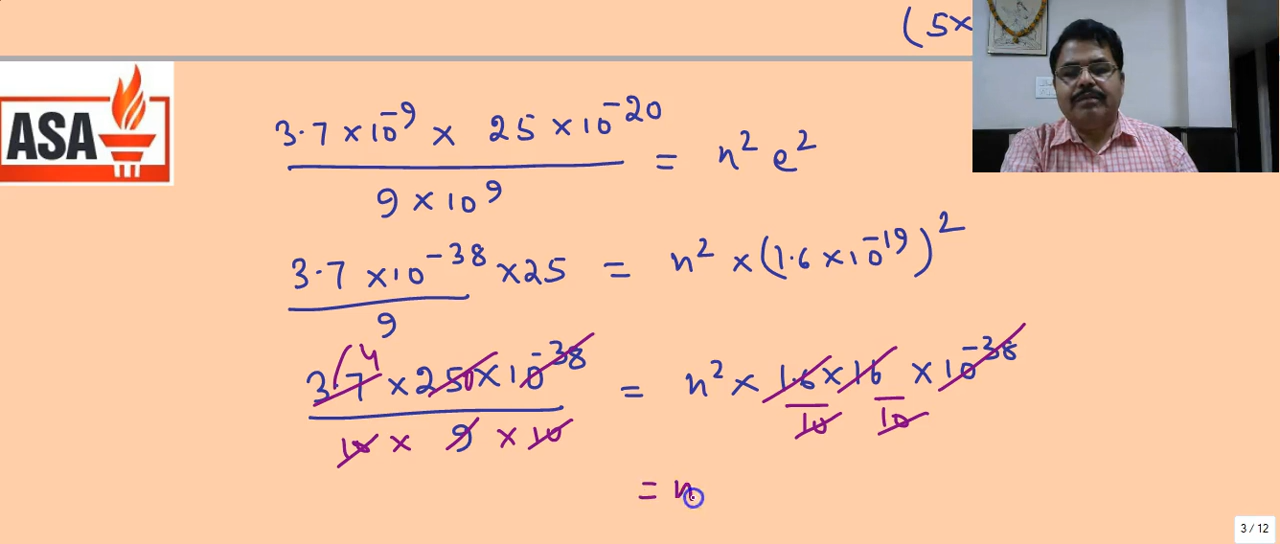 (5×
ASA
3.7 × 10⁻⁹ × 25 × 10⁻²⁰ / 9 × 10⁹ = n² e²
3.7 × 10⁻³⁸ / 9 × 25 = n² × (1.6 × 10⁻¹⁹)²
4
37 × 250 × 10⁻³⁸ / 10 × 9 × 10 = n² × 16/10 × 16/10 × 10⁻³⁸
= n
3 / 12